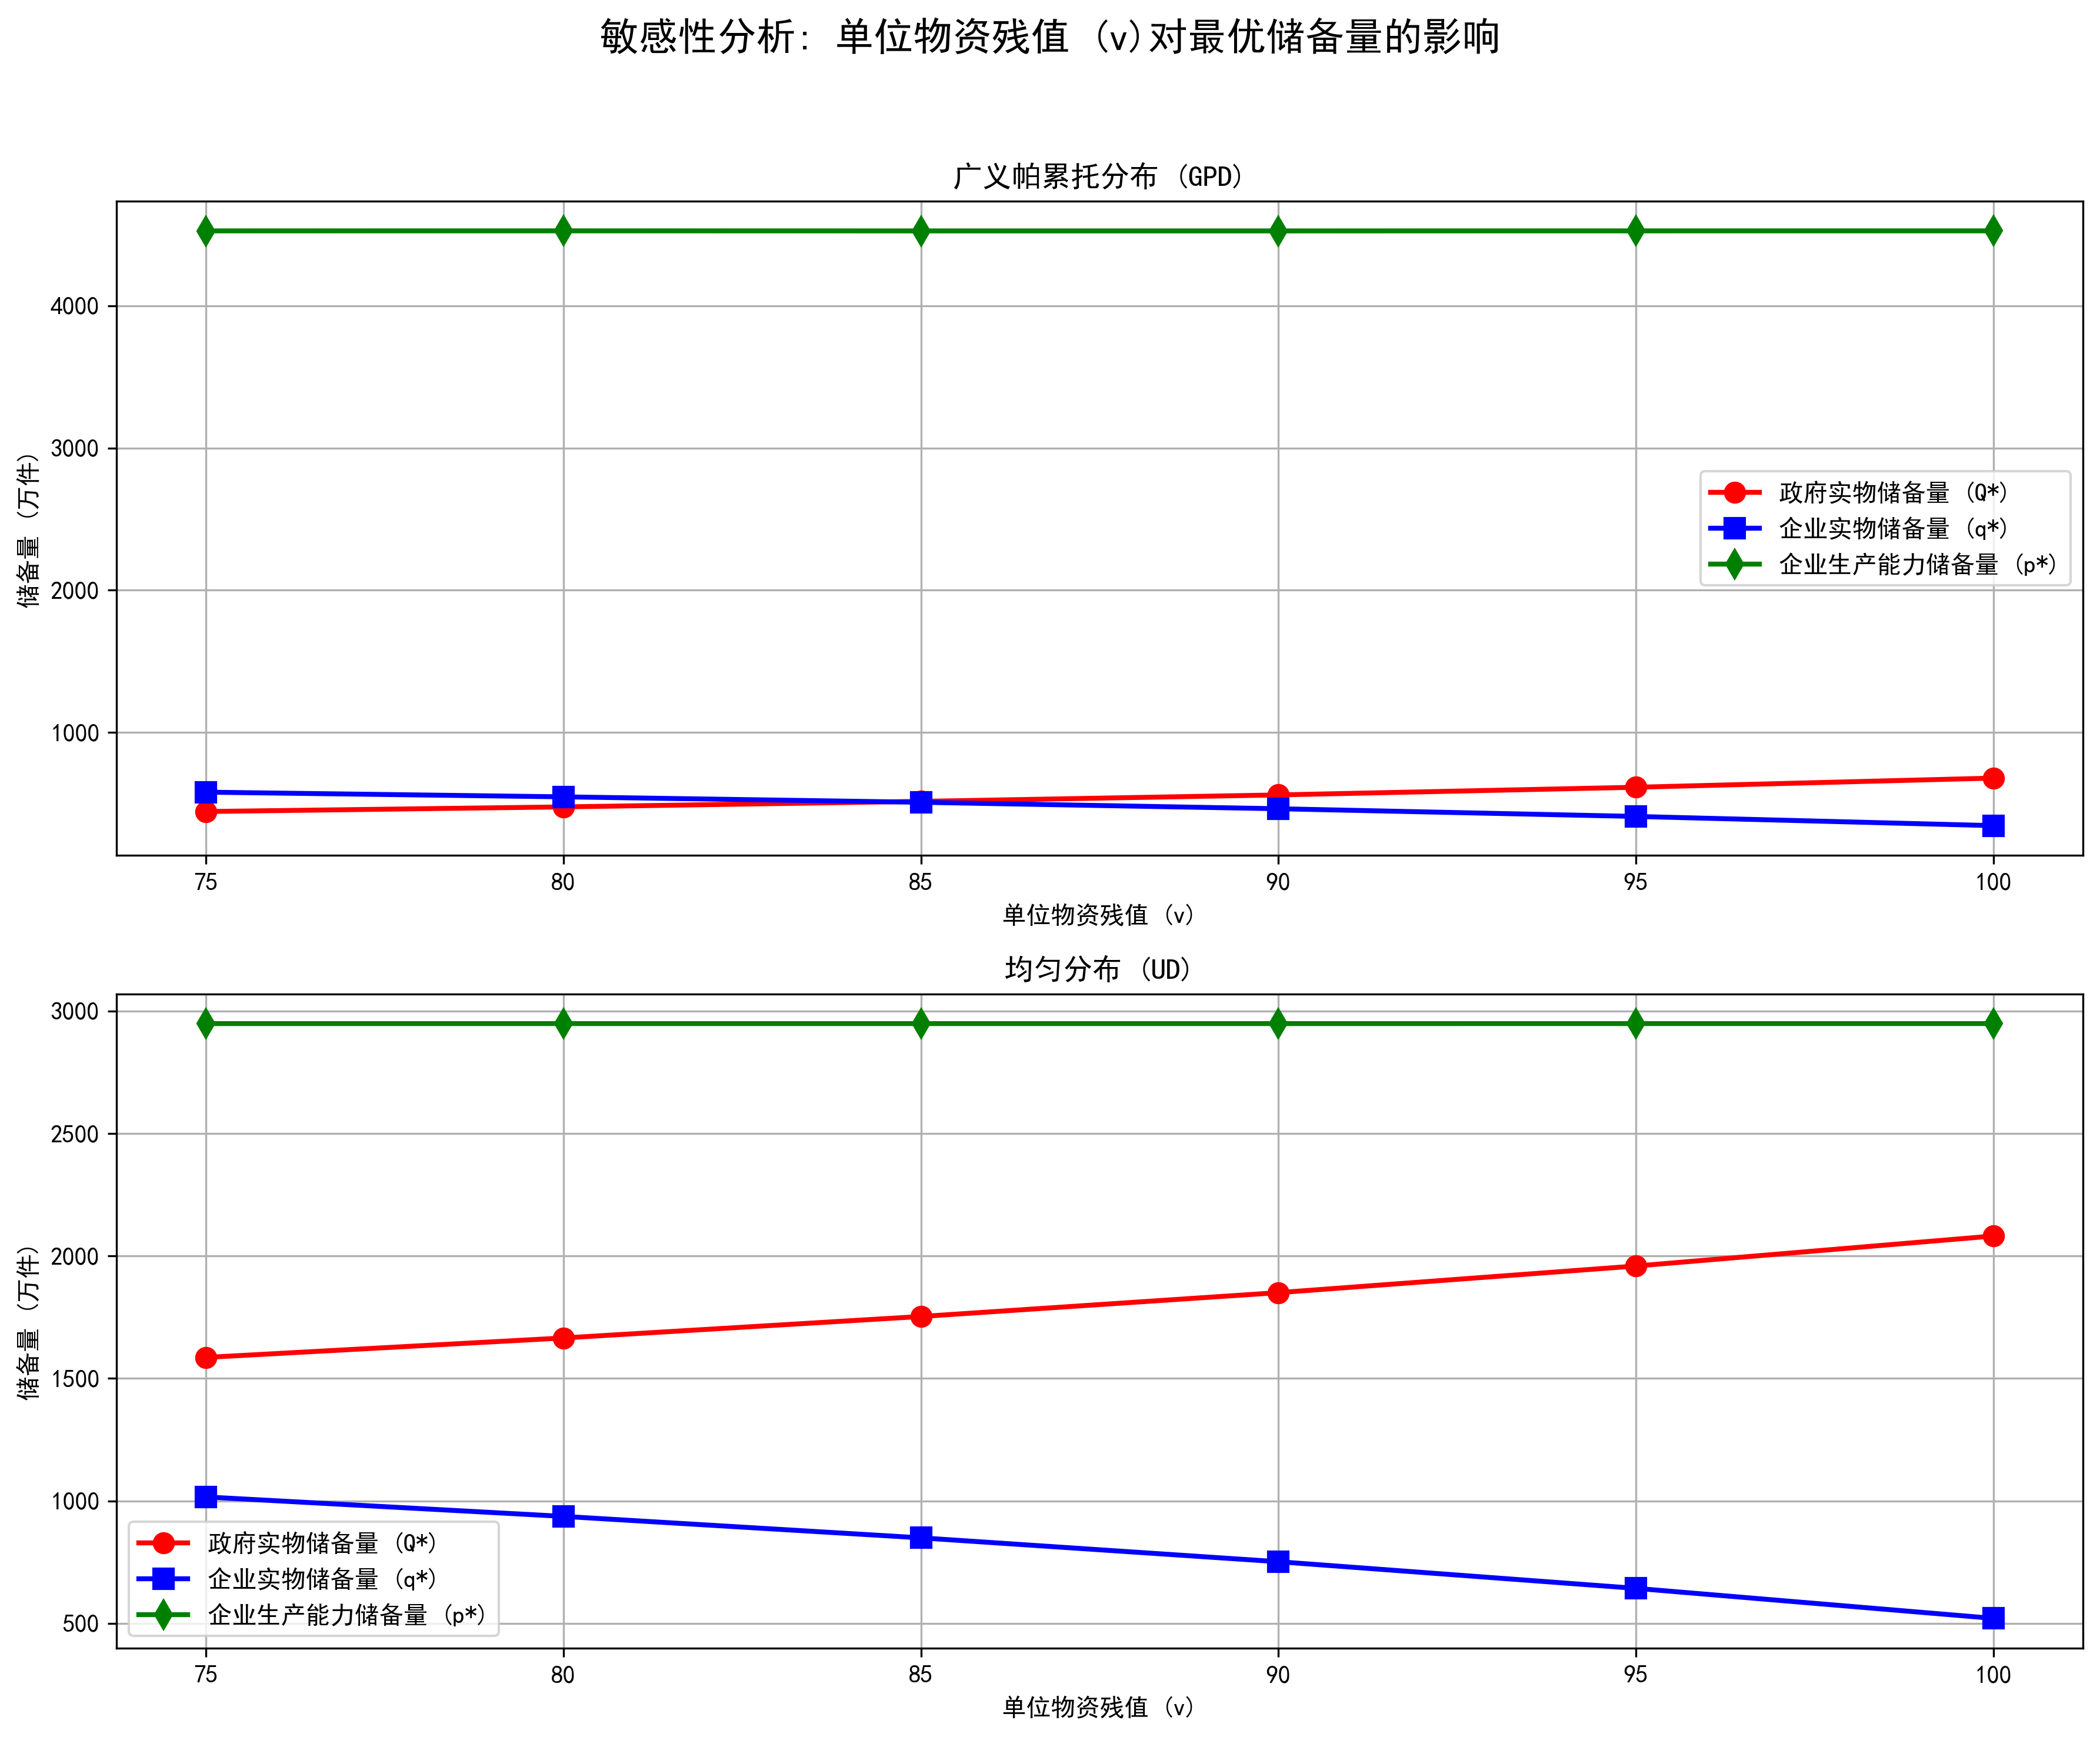 敏感性分析: 单位物资残值 (v)对最优储备量的影响
广义帕累托分布 (GPD)
储备量 (万件)
4000
3000
2000
1000
政府实物储备量 (Q*)
企业实物储备量 (q*)
企业生产能力储备量 (p*)
75 80 85 90 95 100
单位物资残值 (v)
均匀分布 (UD)
储备量 (万件)
3000
2500
2000
1500
1000
500
政府实物储备量 (Q*)
企业实物储备量 (q*)
企业生产能力储备量 (p*)
75 80 85 90 95 100
单位物资残值 (v)